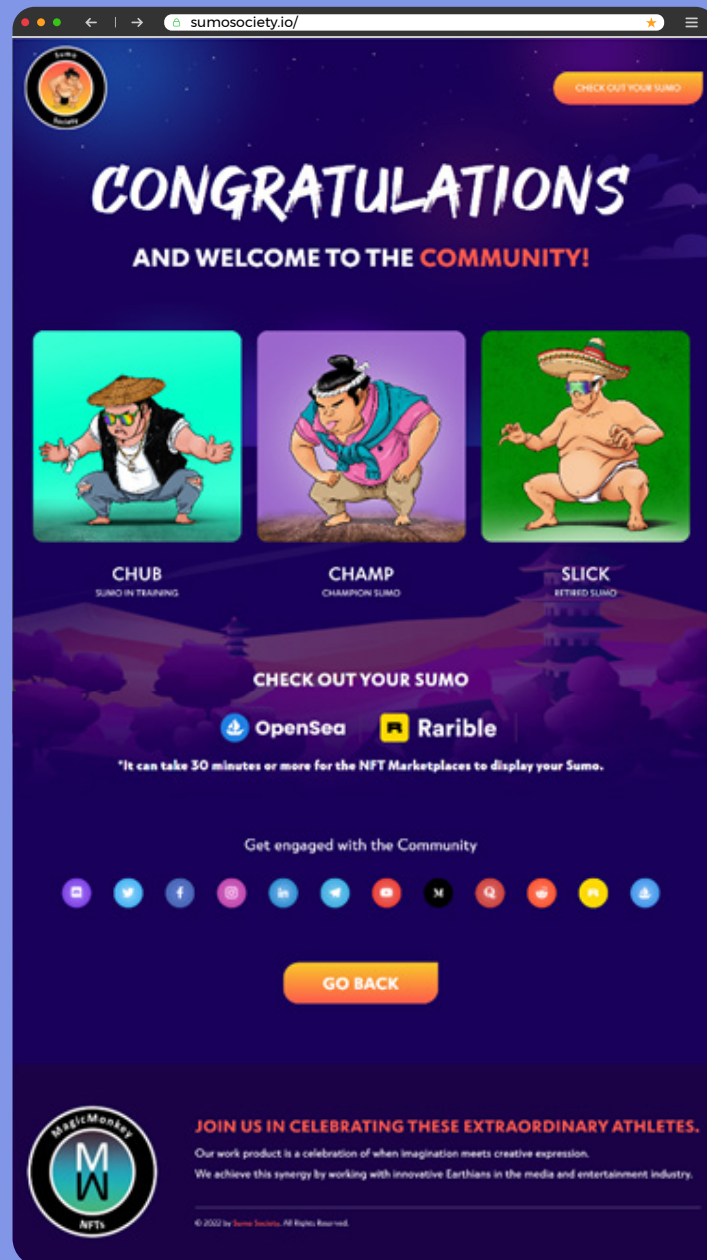 sumosociety.io/
Sumo
Society
CHECK OUT YOUR SUMO
CONGRATULATIONS
AND WELCOME TO THE COMMUNITY!
CHUB
SUMO IN TRAINING
CHAMP
CHAMPION SUMO
SLICK
RETIRED SUMO
CHECK OUT YOUR SUMO
OpenSea
R Rarible
*It can take 30 minutes or more for the NFT Marketplaces to display your Sumo.
Get engaged with the Community
GO BACK
MagicMonkey
M
W
NFTs
JOIN US IN CELEBRATING THESE EXTRAORDINARY ATHLETES.
Our work product is a celebration of when imagination meets creative expression.
We achieve this synergy by working with innovative Earthians in the media and entertainment industry.
© 2022 by Sumo Society. All Rights Reserved.